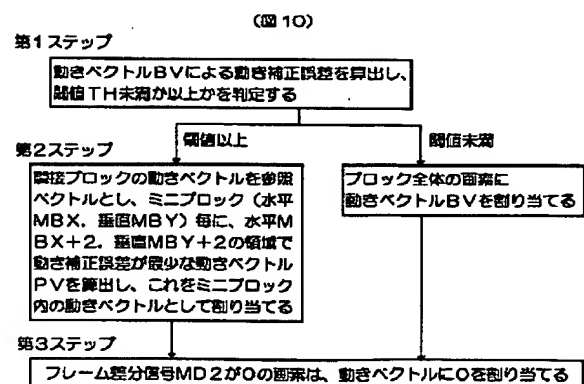 (図10)
第1ステップ
動きベクトルBVによる動き補正誤差を算出し、
閾値TH未満か以上かを判定する
閾値以上
閾値未満
第2ステップ
隣接ブロックの動きベクトルを参照
ベクトルとし、ミニブロック(水平
MBX、垂直MBY)毎に、水平M
BX+2、垂直MBY+2の領域で
動き補正誤差が最少な動きベクトル
PVを算出し、これをミニブロック
内の動きベクトルとして割り当てる
ブロック全体の画素に
動きベクトルBVを割り当てる
第3ステップ
フレーム差分信号MD2が0の画素は、動きベクトルに0を割り当てる